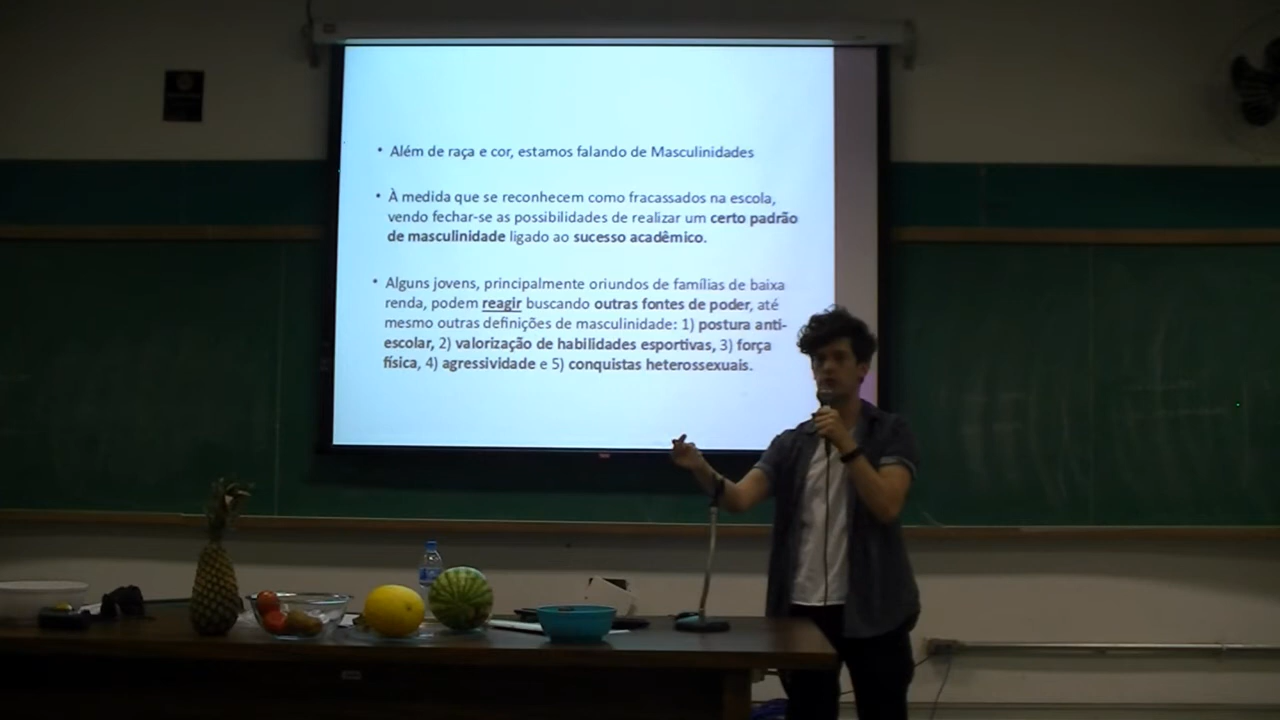 • Além de raça e cor, estamos falando de Masculinidades
• À medida que se reconhecem como fracassados na escola,
vendo fechar-se as possibilidades de realizar um certo padrão
de masculinidade ligado ao sucesso acadêmico.
• Alguns jovens, principalmente oriundos de famílias de baixa
renda, podem reagir buscando outras fontes de poder, até
mesmo outras definições de masculinidade: 1) postura anti-
escolar, 2) valorização de habilidades esportivas, 3) força
física, 4) agressividade e 5) conquistas heterossexuais.